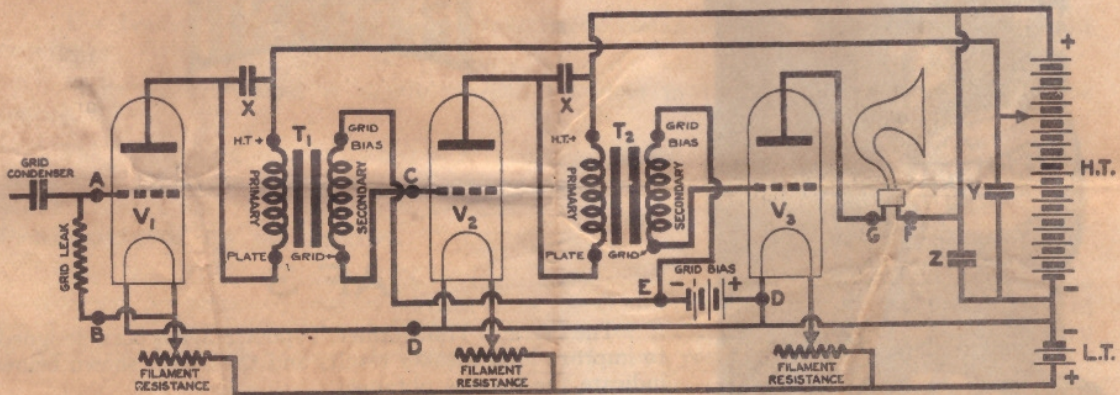 GRID
CONDENSER
A
GRID LEAK
B
V1
X
H.T.+
T1
GRID
BIAS
PRIMARY
SECONDARY
PLATE
GRID
FILAMENT
RESISTANCE
C
D
V2
X
H.T.+
T2
GRID
BIAS
PRIMARY
SECONDARY
PLATE
GRID
FILAMENT
RESISTANCE
E
GRID BIAS
- +
D
V3
FILAMENT
RESISTANCE
Y
Z
+
H.T.
-
-
L.T.
+